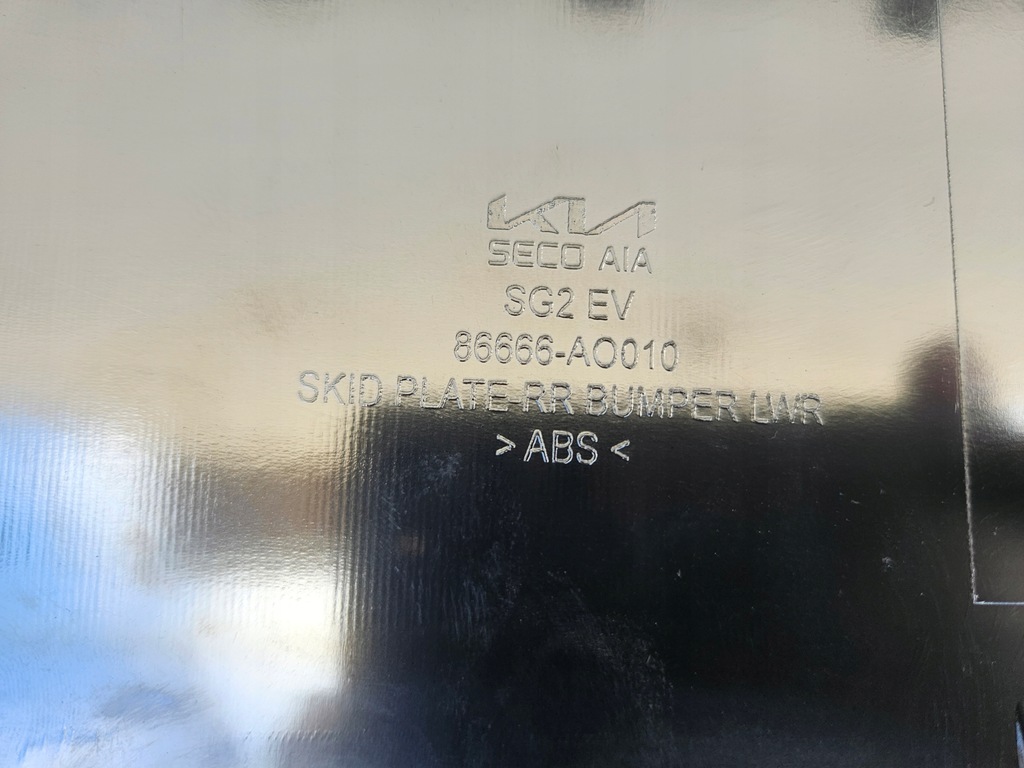 KIA
SECO AIA
SG2 EV
86666-AO010
SKID PLATE-RR BUMPER LWR
>ABS<